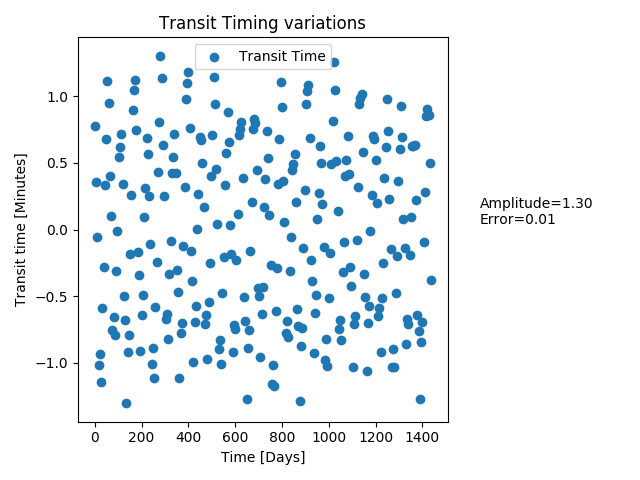 Transit Timing variations
Transit Time
Transit time [Minutes]
1.0
0.5
0.0
−0.5
−1.0
0 200 400 600 800 1000 1200 1400
Time [Days]
Amplitude=1.30
Error=0.01